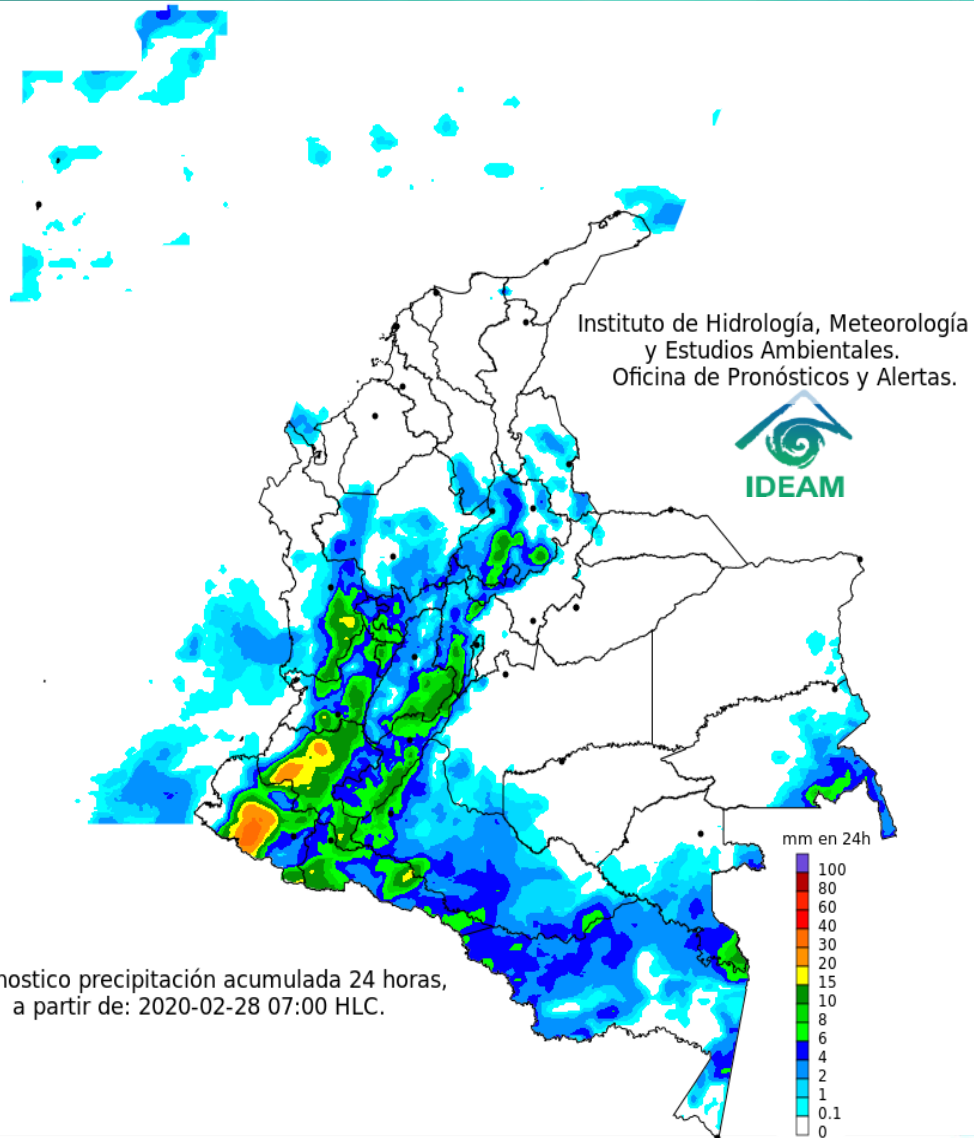 Instituto de Hidrología, Meteorología
y Estudios Ambientales.
Oficina de Pronósticos y Alertas.
IDEAM
mm en 24h
100
80
60
40
30
20
15
10
8
6
4
2
1
0.1
0
nostico precipitación acumulada 24 horas,
a partir de: 2020-02-28 07:00 HLC.